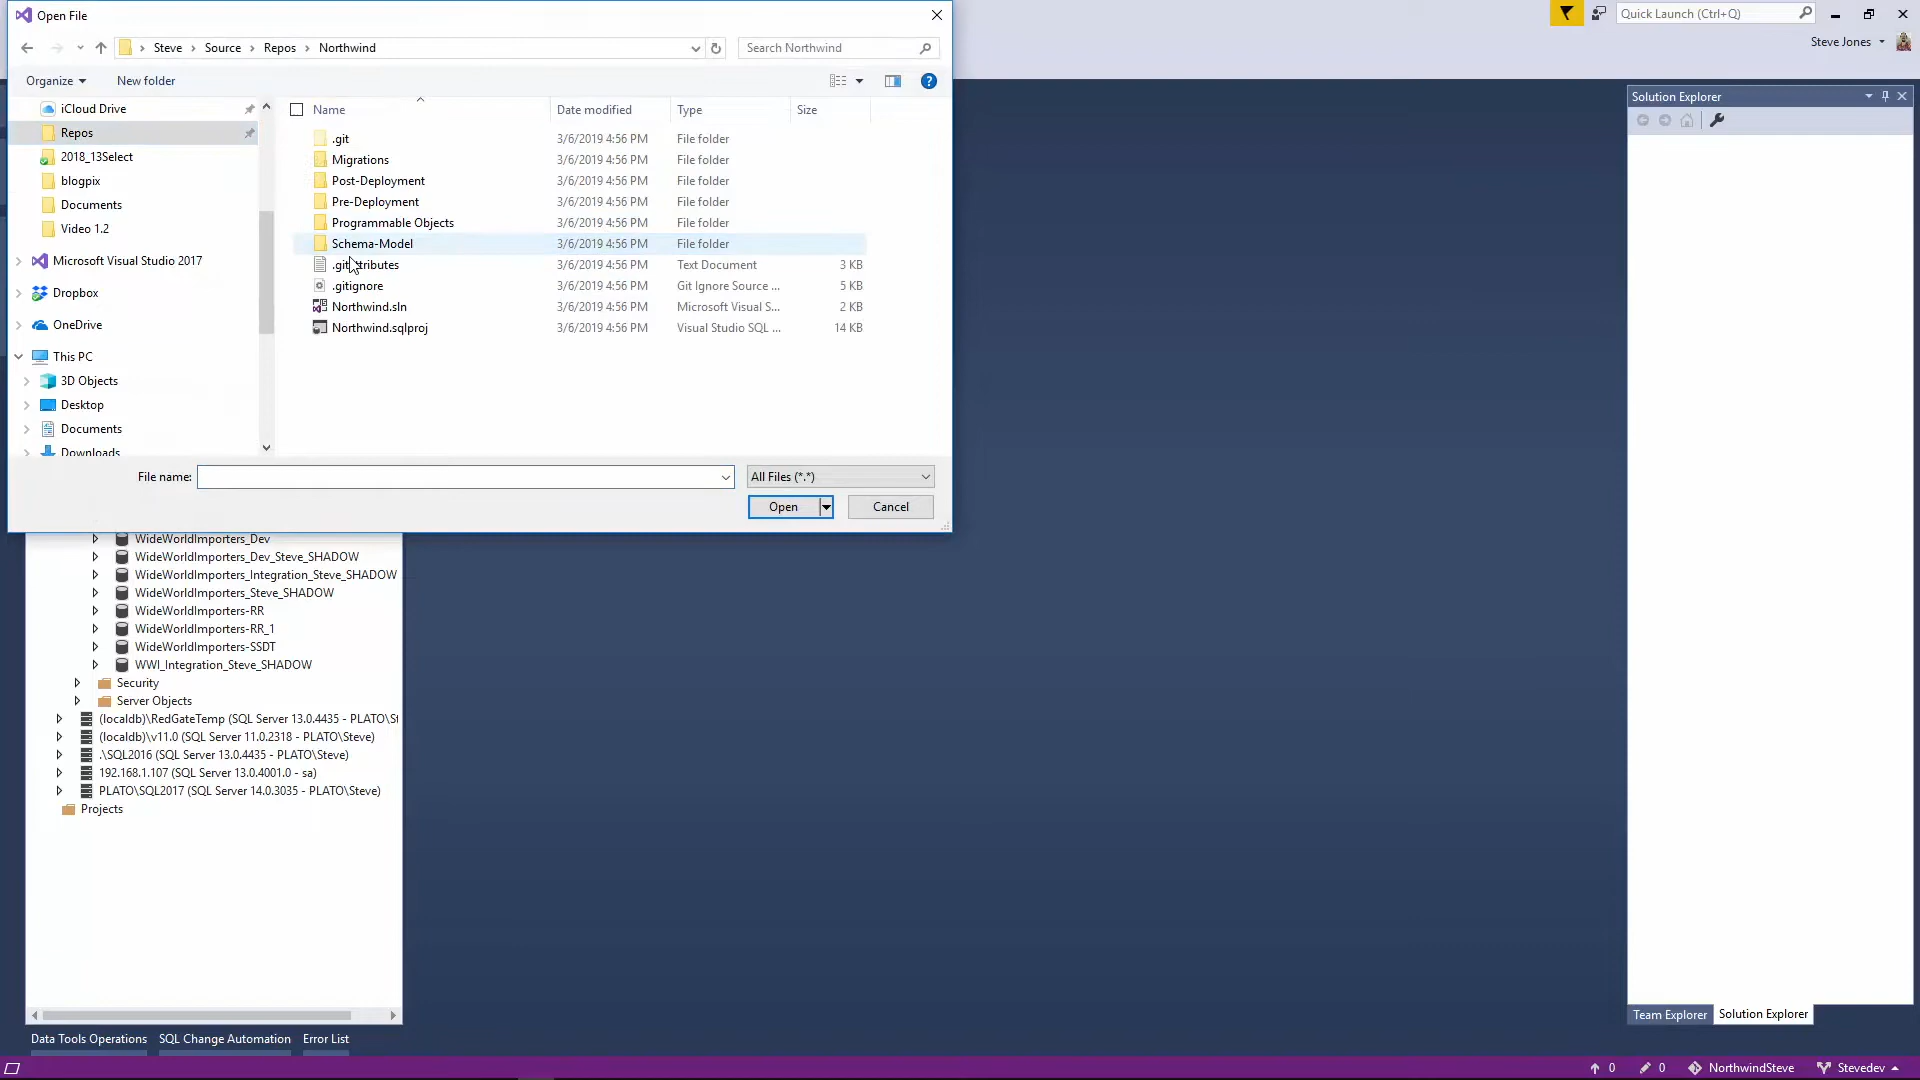 Open File
Quick Launch (Ctrl+Q)
Steve Jones
Steve > Source > Repos > Northwind
Search Northwind
Organize
New folder
Solution Explorer
iCloud Drive
Repos
2018_13Select
blogpix
Documents
Video 1.2
Microsoft Visual Studio 2017
Dropbox
OneDrive
This PC
3D Objects
Desktop
Documents
Downloads
Name Date modified Type Size
.git 3/6/2019 4:56 PM File folder
Migrations 3/6/2019 4:56 PM File folder
Post-Deployment 3/6/2019 4:56 PM File folder
Pre-Deployment 3/6/2019 4:56 PM File folder
Programmable Objects 3/6/2019 4:56 PM File folder
Schema-Model 3/6/2019 4:56 PM File folder
.gitattributes 3/6/2019 4:56 PM Text Document 3 KB
.gitignore 3/6/2019 4:56 PM Git Ignore Source ... 5 KB
Northwind.sln 3/6/2019 4:56 PM Microsoft Visual S... 2 KB
Northwind.sqlproj 3/6/2019 4:56 PM Visual Studio SQL ... 14 KB
File name:
All Files (*.*)
Open
Cancel
WideWorldImporters_Dev
WideWorldImporters_Dev_Steve_SHADOW
WideWorldImporters_Integration_Steve_SHADOW
WideWorldImporters_Steve_SHADOW
WideWorldImporters-RR
WideWorldImporters-RR_1
WideWorldImporters-SSDT
WWI_Integration_Steve_SHADOW
Security
Server Objects
(localdb)\RedGateTemp (SQL Server 13.0.4435 - PLATO\St
(localdb)\v11.0 (SQL Server 11.0.2318 - PLATO\Steve)
.\SQL2016 (SQL Server 13.0.4435 - PLATO\Steve)
192.168.1.107 (SQL Server 13.0.4001.0 - sa)
PLATO\SQL2017 (SQL Server 14.0.3035 - PLATO\Steve)
Projects
Team Explorer
Solution Explorer
Data Tools Operations
SQL Change Automation
Error List
0
0
NorthwindSteve
Stevedev